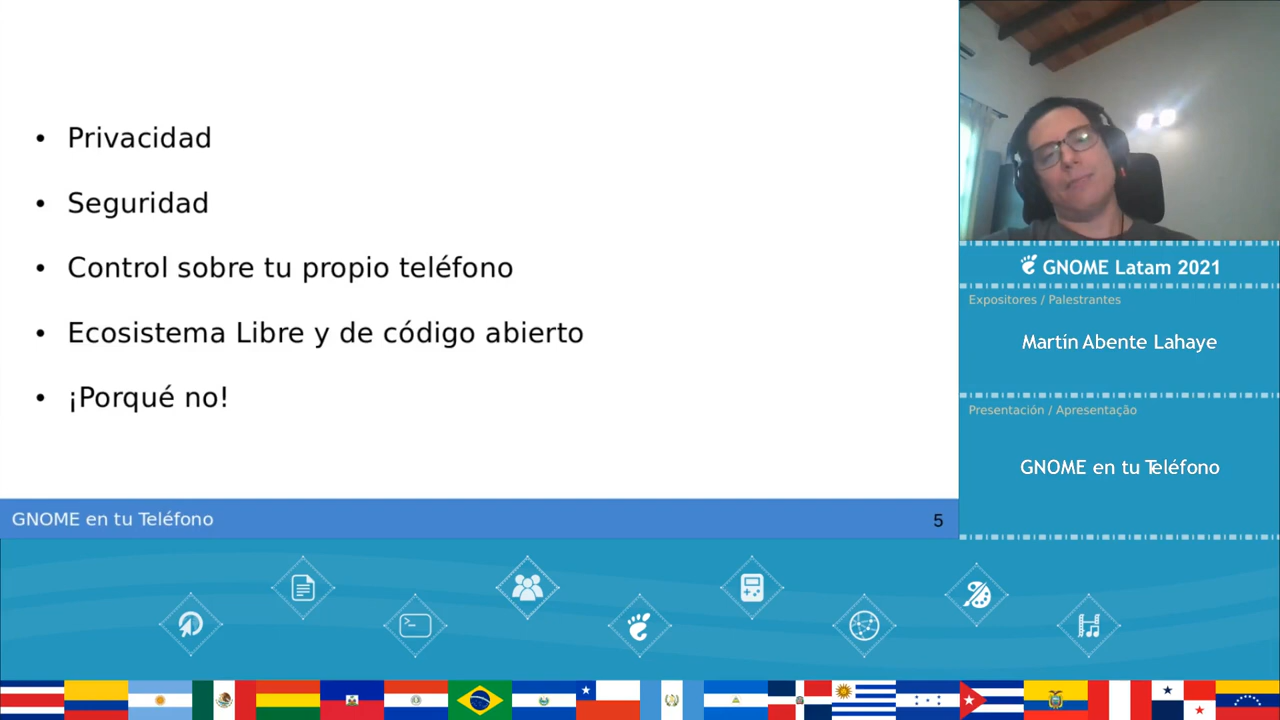 • Privacidad
• Seguridad
• Control sobre tu propio teléfono
• Ecosistema Libre y de código abierto
• ¡Porqué no!
GNOME en tu Teléfono
5
GNOME Latam 2021
Expositores / Palestrantes
Martín Abente Lahaye
Presentación / Apresentação
GNOME en tu Teléfono